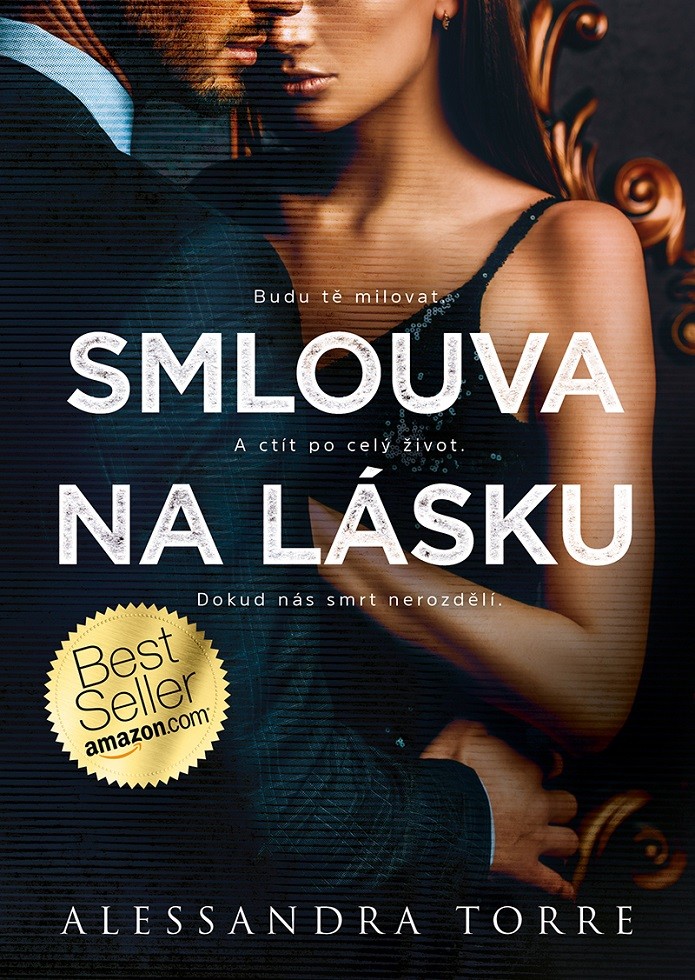 Budu tě milovat.
SMLOUVA
A ctít po celý život.
NA LÁSKU
Dokud nás smrt nerozdělí.
Best
Seller
amazon.com
ALESSANDRA TORRE